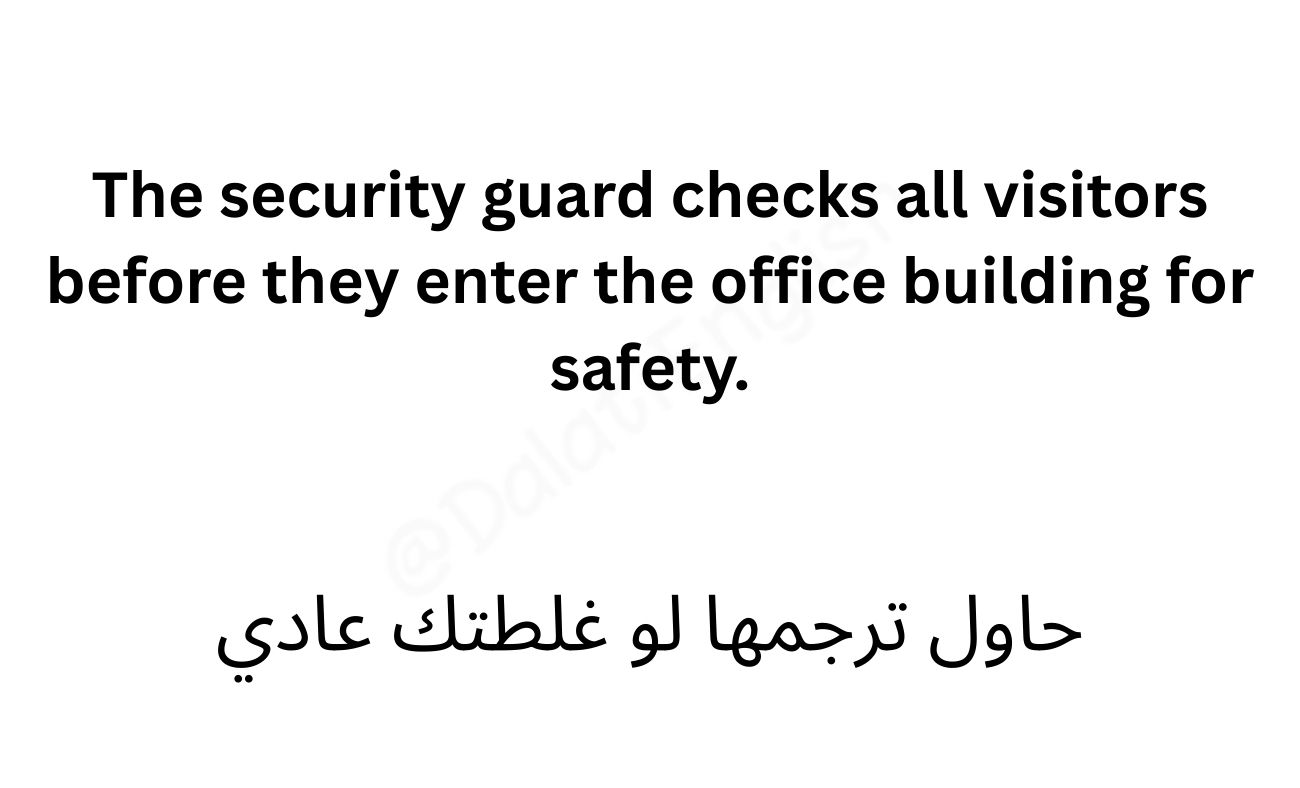 The security guard checks all visitors
before they enter the office building for
safety.
@DalatEnglish
حاول ترجمها لو غلطتك عادي